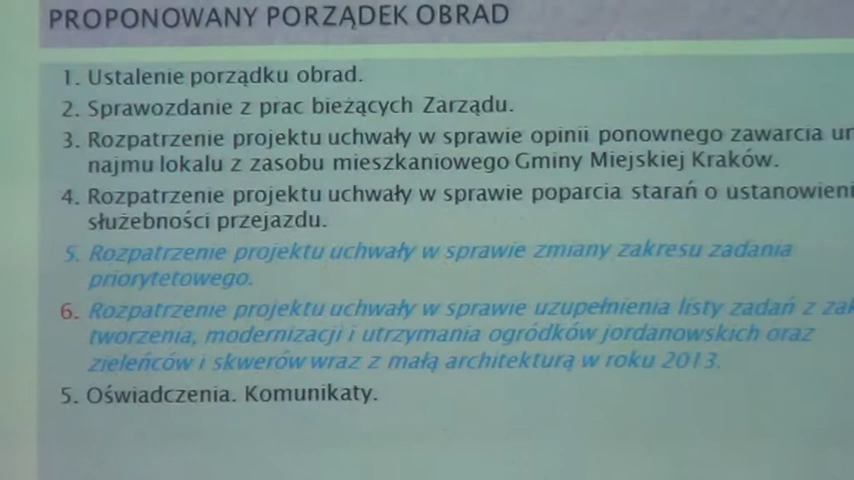 PROPONOWANY PORZĄDEK OBRAD
1. Ustalenie porządku obrad.
2. Sprawozdanie z prac bieżących Zarządu.
3. Rozpatrzenie projektu uchwały w sprawie opinii ponownego zawarcia
najmu lokalu z zasobu mieszkaniowego Gminy Miejskiej Kraków.
4. Rozpatrzenie projektu uchwały w sprawie poparcia starań o ustanowieni
służebności przejazdu.
5. Rozpatrzenie projektu uchwały w sprawie zmiany zakresu zadania
priorytetowego.
6. Rozpatrzenie projektu uchwały w sprawie uzupełnienia listy zadań z zak
tworzenia, modernizacji i utrzymania ogródków jordanowskich oraz
zieleńców i skwerów wraz z małą architekturą w roku 2013.
5. Oświadczenia. Komunikaty.